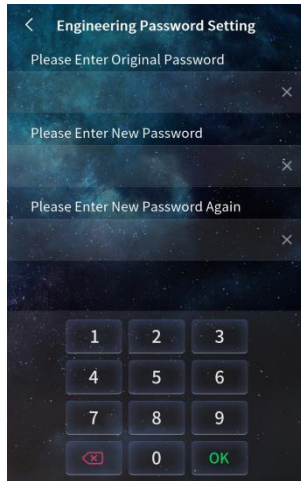 Engineering Password Setting
Please Enter Original Password
Please Enter New Password
Please Enter New Password Again
1 2 3
4 5 6
7 8 9
0 OK